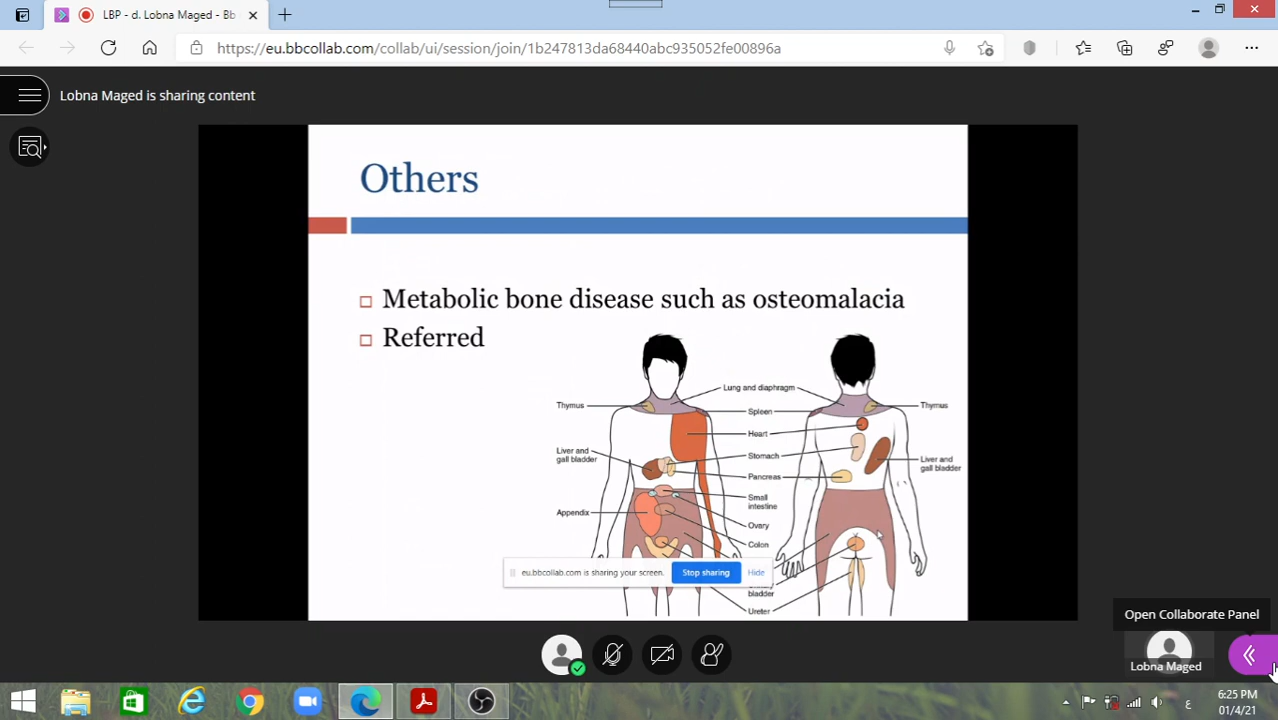 LBP - d. Lobna Maged - Bb
https://eu.bbcollab.com/collab/ui/session/join/1b247813da68440abc935052fe00896a
Lobna Maged is sharing content
Others
Metabolic bone disease such as osteomalacia
Referred
Lung and diaphragm
Thymus
Spleen
Thymus
Heart
Liver and
gall bladder
Stomach
Liver and
gall bladder
Pancreas
Small
intestine
Appendix
Ovary
Colon
eu.bbcollab.com is sharing your screen.
Stop sharing
Hide
bladder
Ureter
Open Collaborate Panel
Lobna Maged
6:25 PM
01/4/21
ع